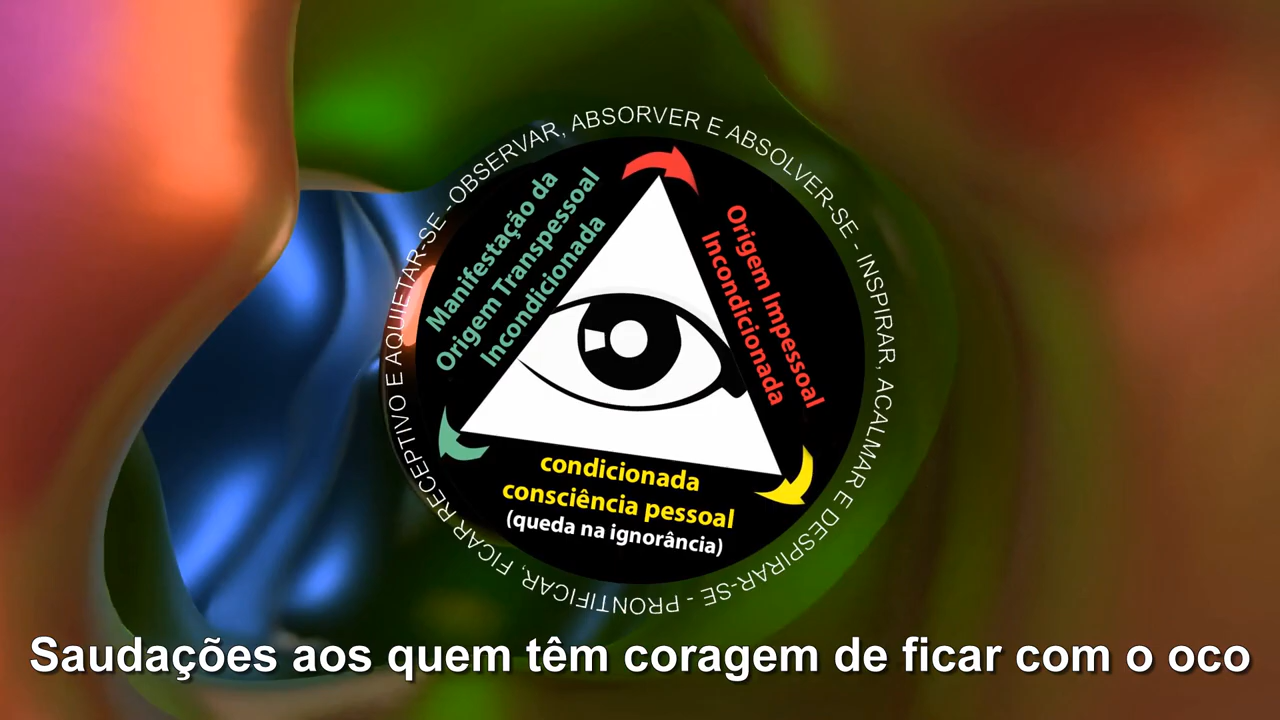 OBSERVAR, ABSORVER E ABSOLVER-SE - INSPIRAR, ACALMAR E DESPIRAR-SE - PRONTIFICAR, FICAR RECEPTIVO E AQUIETAR-SE -
Manifestação da
Origem Transpessoal
Incondicionada
Origem Impessoal
Incondicionada
condicionada
consciência pessoal
(queda na ignorância)
Saudações aos quem têm coragem de ficar com o oco